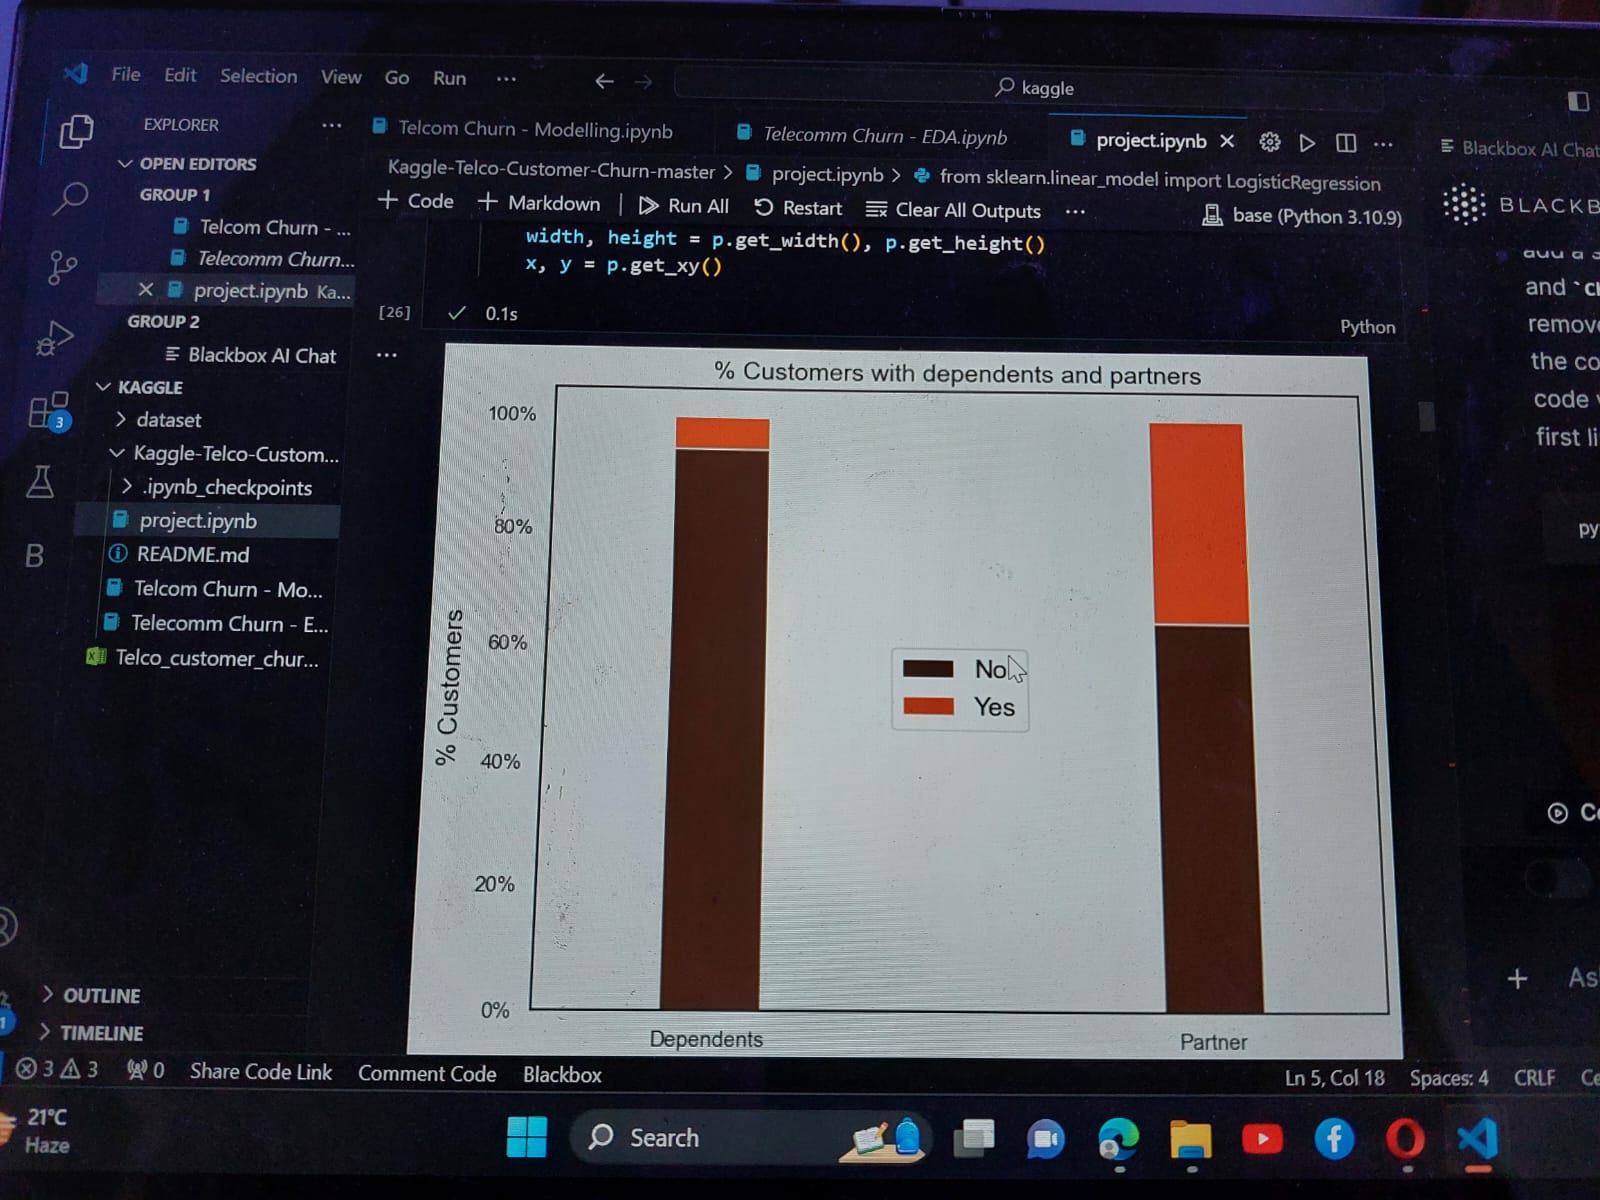 File Edit Selection View Go Run ...
kaggle
EXPLORER ...
OPEN EDITORS
GROUP 1
Telcom Churn - ...
Telecomm Churn...
project.ipynb Ka...
GROUP 2
Blackbox AI Chat
KAGGLE
dataset
Kaggle-Telco-Custom...
.ipynb_checkpoints
project.ipynb
README.md
Telcom Churn - Mo...
Telecomm Churn - E...
Telco_customer_chur...
OUTLINE
TIMELINE
3
B
1
Telcom Churn - Modelling.ipynb Telecomm Churn - EDA.ipynb project.ipynb ...
Kaggle-Telco-Customer-Churn-master > project.ipynb > from sklearn.linear_model import LogisticRegression
+ Code + Markdown | Run All Restart Clear All Outputs ... base (Python 3.10.9)
width, height = p.get_width(), p.get_height()
x, y = p.get_xy()
[26] 0.1s
Python
...
% Customers with dependents and partners
100%
80%
60%
40%
20%
0%
% Customers
No
Yes
Dependents Partner
Blackbox AI Chat
BLACKB
and `c
remov
the co
code
first li
py
+ As
3 3 0 Share Code Link Comment Code Blackbox Ln 5, Col 18 Spaces: 4 CRLF Ce
21°C
Haze
Search